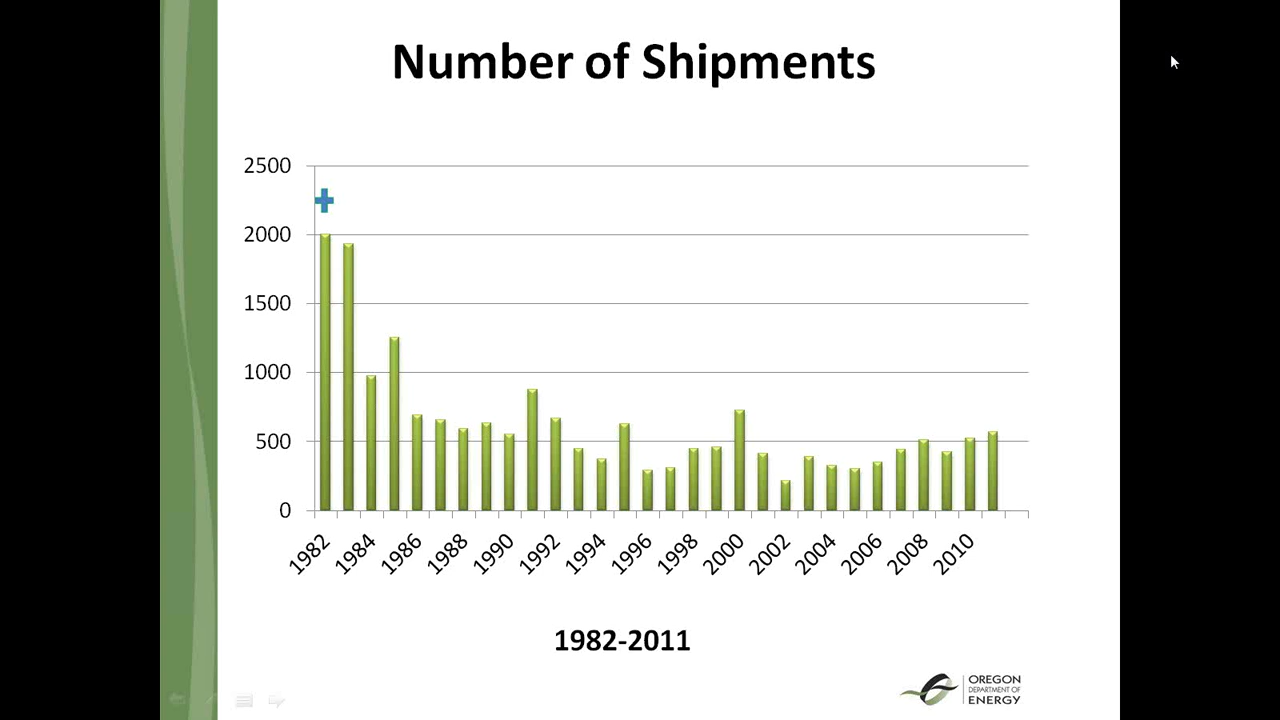 Number of Shipments
2500
2000
1500
1000
500
0
1982 1984 1986 1988 1990 1992 1994 1996 1998 2000 2002 2004 2006 2008 2010
1982-2011
OREGON
DEPARTMENT OF
ENERGY